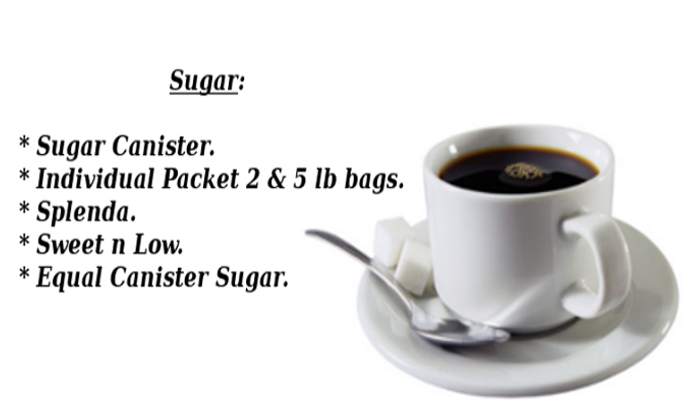 Sugar:
* Sugar Canister.
* Individual Packet 2 & 5 lb bags.
* Splenda.
* Sweet n Low.
* Equal Canister Sugar.